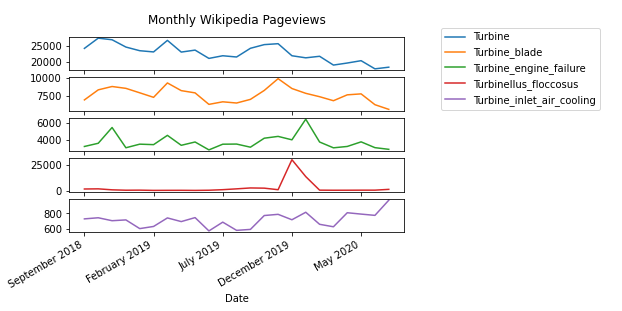 Monthly Wikipedia Pageviews
25000
20000
10000
7500
6000
4000
25000
0
800
600
September 2018
February 2019
July 2019
December 2019
May 2020
Date
Turbine
Turbine_blade
Turbine_engine_failure
Turbinellus_floccosus
Turbine_inlet_air_cooling